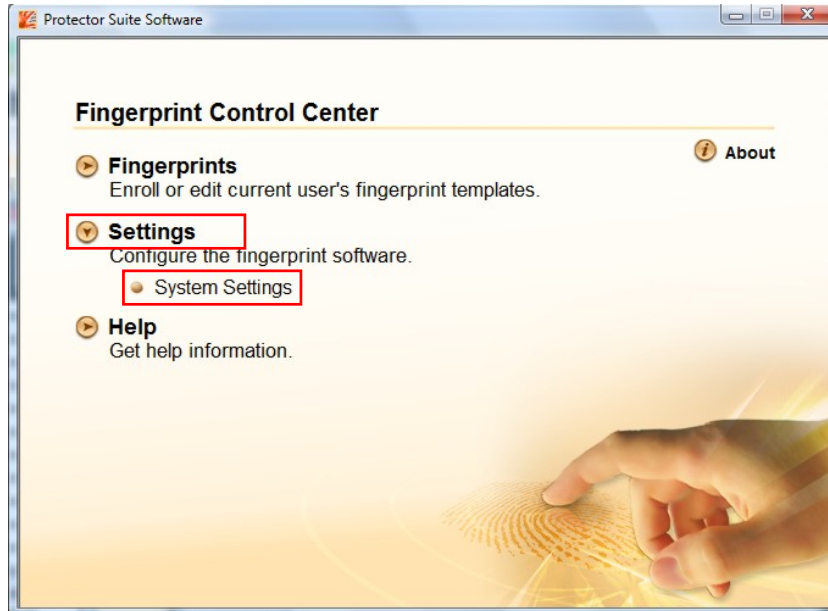 Protector Suite Software
Fingerprint Control Center
About
Fingerprints
Enroll or edit current user's fingerprint templates.
Settings
Configure the fingerprint software.
System Settings
Help
Get help information.